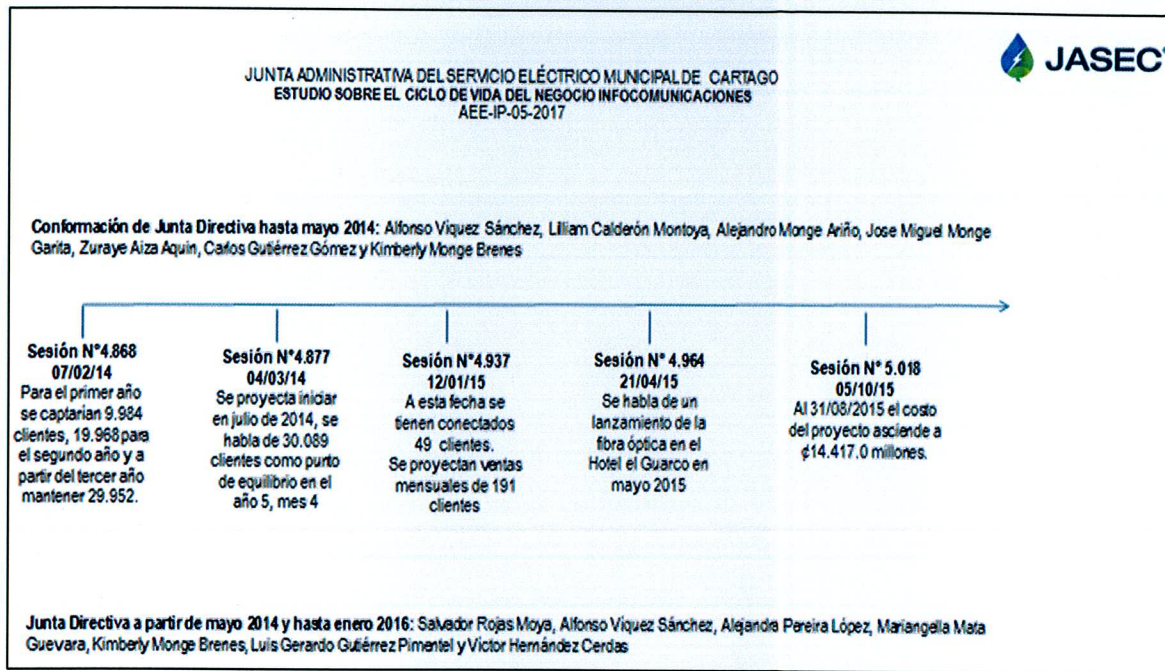 JASEC
JUNTA ADMINISTRATIVA DEL SERVICIO ELÉCTRICO MUNICIPAL DE CARTAGO
ESTUDIO SOBRE EL CICLO DE VIDA DEL NEGOCIO INFOCOMUNICACIONES
AEE-IP-05-2017
Conformación de Junta Directiva hasta mayo 2014: Alfonso Víquez Sánchez, Lilliam Calderón Montoya, Alejandro Monge Ariño, Jose Miguel Monge
Garita, Zuraye Aiza Aquin, Carlos Gutiérrez Gómez y Kimberly Monge Brenes
Sesión N°4.868
07/02/14
Para el primer año
se captarían 9.984
clientes, 19.968 para
el segundo año y a
partir del tercer año
mantener 29.952.
Sesión N°4.877
04/03/14
Se proyecta iniciar
en julio de 2014, se
habla de 30.089
clientes como punto
de equilibrio en el
año 5, mes 4
Sesión N°4.937
12/01/15
A esta fecha se
tienen conectados
49 clientes.
Se proyectan ventas
mensuales de 191
clientes
Sesión N° 4.964
21/04/15
Se habla de un
lanzamiento de la
fibra óptica en el
Hotel el Guarco en
mayo 2015
Sesión N° 5.018
05/10/15
Al 31/08/2015 el costo
del proyecto asciende a
¢14.417.0 millones.
Junta Directiva a partir de mayo 2014 y hasta enero 2016: Salvador Rojas Moya, Alfonso Víquez Sánchez, Alejandra Pereira López, Mariangella Mata
Guevara, Kimberly Monge Brenes, Luis Gerardo Gutiérrez Pimentel y Víctor Hernández Cerdas